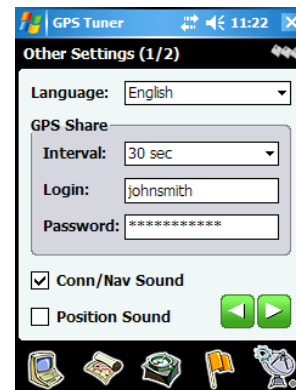 GPS Tuner 11:22
Other Settings (1/2)
Language: English
GPS Share
Interval: 30 sec
Login: johnsmith
Password: ***********
Conn/Nav Sound
Position Sound